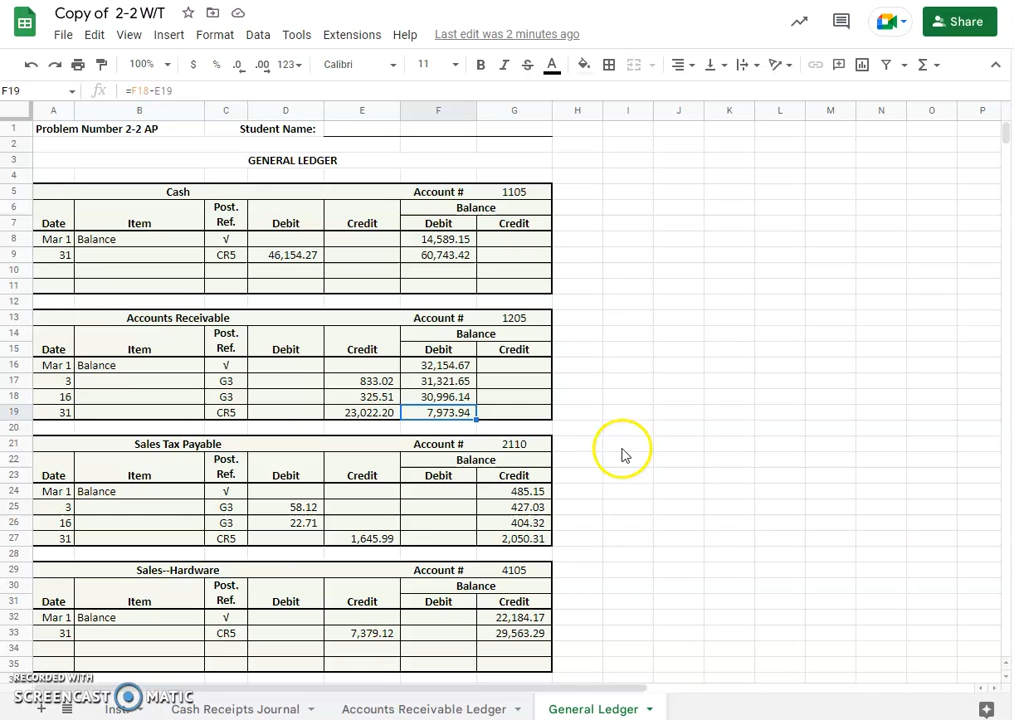 Copy of 2-2 W/T
File Edit View Insert Format Data Tools Extensions Help Last edit was 2 minutes ago
Share
100% $ % .0 .00 123 Calibri 11 B I S A
F19 fx =F18-E19
A B C D E F G H I J K L M N O P
1 Problem Number 2-2 AP Student Name:
2
3 GENERAL LEDGER
4
5 Cash Account # 1105
6 Post. Balance
7 Date Item Ref. Debit Credit Debit Credit
8 Mar 1 Balance √ 14,589.15
9 31 CR5 46,154.27 60,743.42
10
11
12
13 Accounts Receivable Account # 1205
14 Post. Balance
15 Date Item Ref. Debit Credit Debit Credit
16 Mar 1 Balance √ 32,154.67
17 3 G3 833.02 31,321.65
18 16 G3 325.51 30,996.14
19 31 CR5 23,022.20 7,973.94
20
21 Sales Tax Payable Account # 2110
22 Post. Balance
23 Date Item Ref. Debit Credit Debit Credit
24 Mar 1 Balance √ 485.15
25 3 G3 58.12 427.03
26 16 G3 22.71 404.32
27 31 CR5 1,645.99 2,050.31
28
29 Sales--Hardware Account # 4105
30 Post. Balance
31 Date Item Ref. Debit Credit Debit Credit
32 Mar 1 Balance √ 22,184.17
33 31 CR5 7,379.12 29,563.29
34
35
RECORDED WITH
SCREENCAST MATIC
Cash Receipts Journal Accounts Receivable Ledger General Ledger